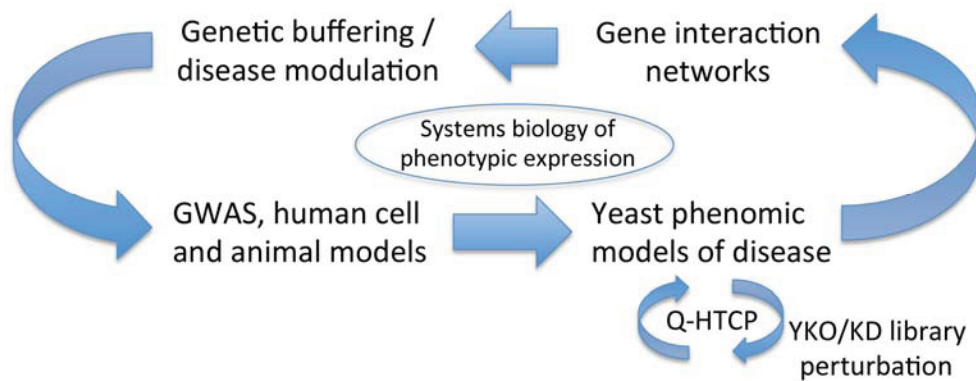 Genetic buffering /
disease modulation
Gene interaction
networks
Systems biology of
phenotypic expression
GWAS, human cell
and animal models
Yeast phenomic
models of disease
Q-HTCP
YKO/KD library
perturbation